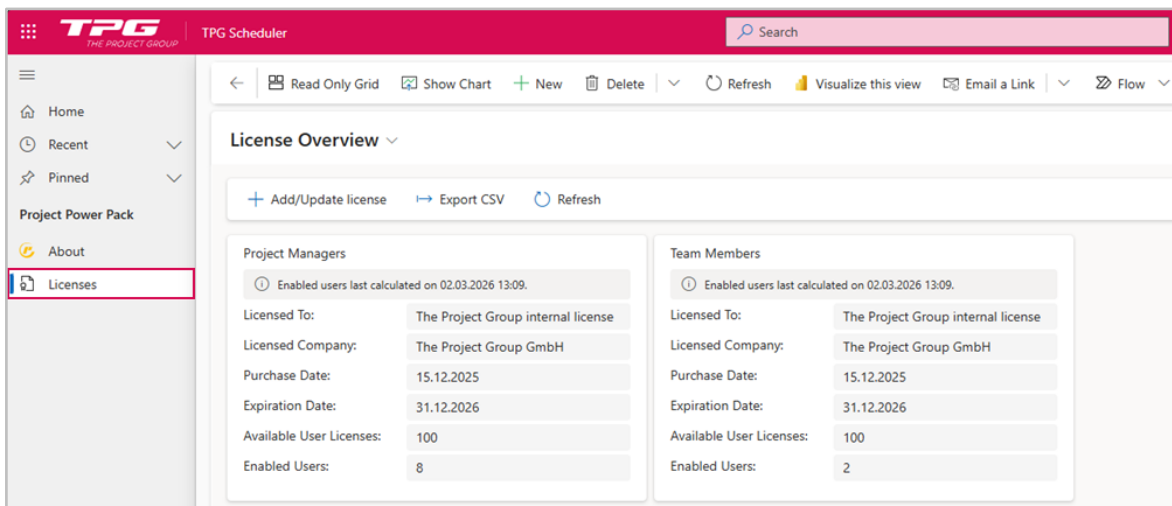 TPG
THE PROJECT GROUP
TPG Scheduler
Search
Home
Recent
Pinned
Project Power Pack
About
Licenses
Read Only Grid Show Chart New Delete Refresh Visualize this view Email a Link Flow
License Overview
Add/Update license Export CSV Refresh
Project Managers
Enabled users last calculated on 02.03.2026 13:09.
Licensed To: The Project Group internal license
Licensed Company: The Project Group GmbH
Purchase Date: 15.12.2025
Expiration Date: 31.12.2026
Available User Licenses: 100
Enabled Users: 8
Team Members
Enabled users last calculated on 02.03.2026 13:09.
Licensed To: The Project Group internal license
Licensed Company: The Project Group GmbH
Purchase Date: 15.12.2025
Expiration Date: 31.12.2026
Available User Licenses: 100
Enabled Users: 2